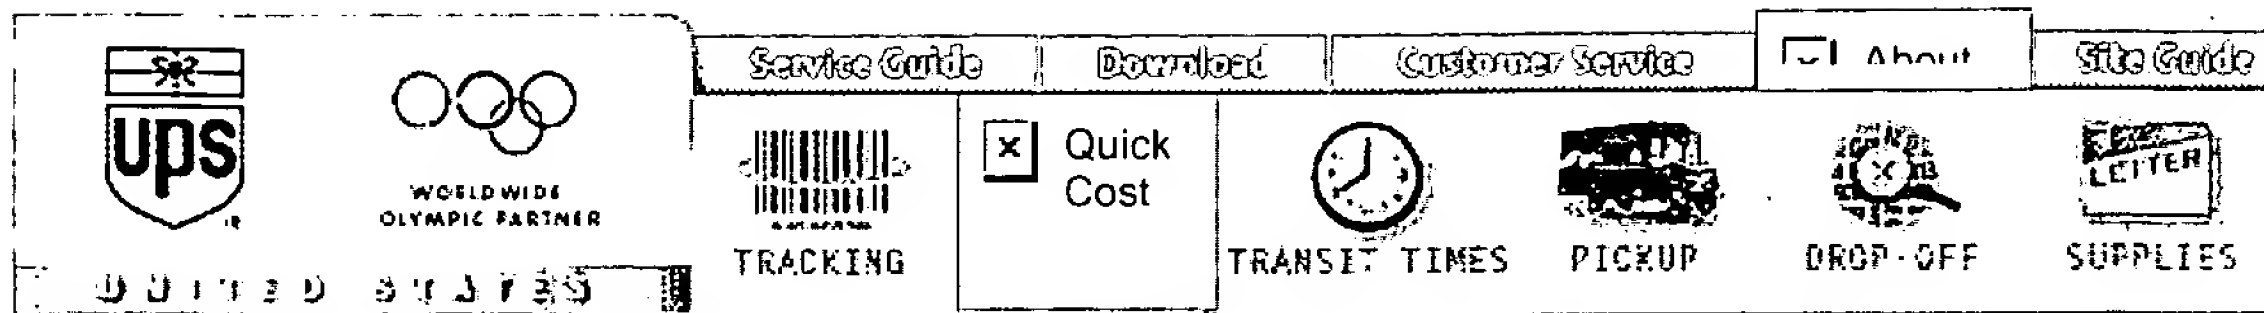 Service Guide
Download
Customer Service
About
Site Guide
ups
WORLDWIDE
OLYMPIC PARTNER
UNITED STATES
TRACKING
Quick
Cost
TRANSIT TIMES
PICKUP
DROP-OFF
LETTER
SUPPLIES